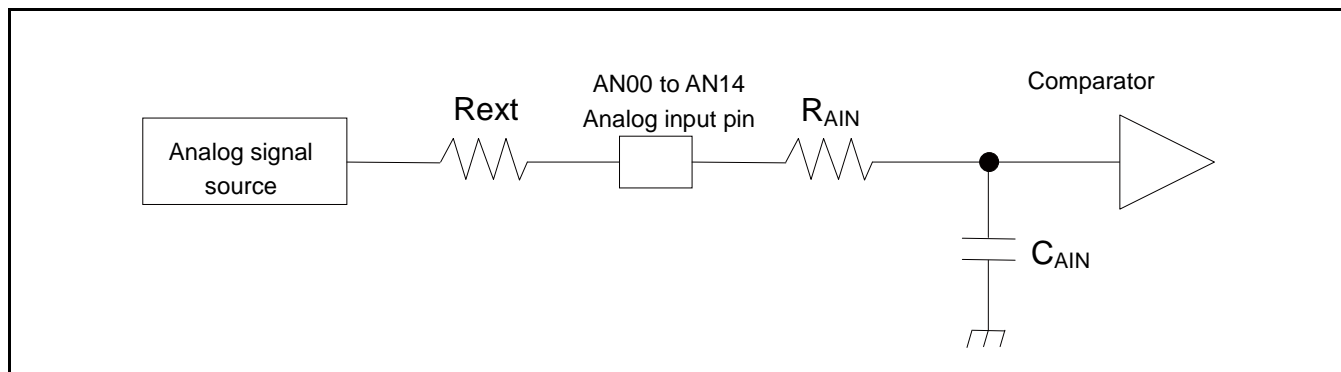 AN00 to AN14
Analog input pin
Comparator
Rext
RAIN
Analog signal
source
CAIN